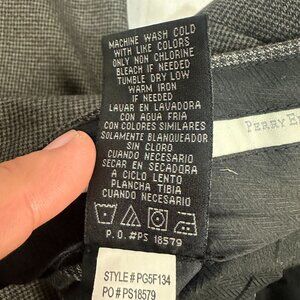 MACHINE WASH COLD
WITH LIKE COLORS
ONLY NON CHLORINE
BLEACH IF NEEDED
TUMBLE DRY LOW
WARM IRON
IF NEEDED
LAVAR EN LAVADORA
CON AGUA FRIA
CON COLORES SIMILARES
SOLAMENTE BLANQUEADOR
SIN CLORO
CUANDO NECESARIO
SECAR EN SECADORA
A CICLO LENTO
PLANCHA TIBIA
CUANDO NECESARIO
P.O.#PS 18579
STYLE # PG5F134
PO # PS18579
PERRY